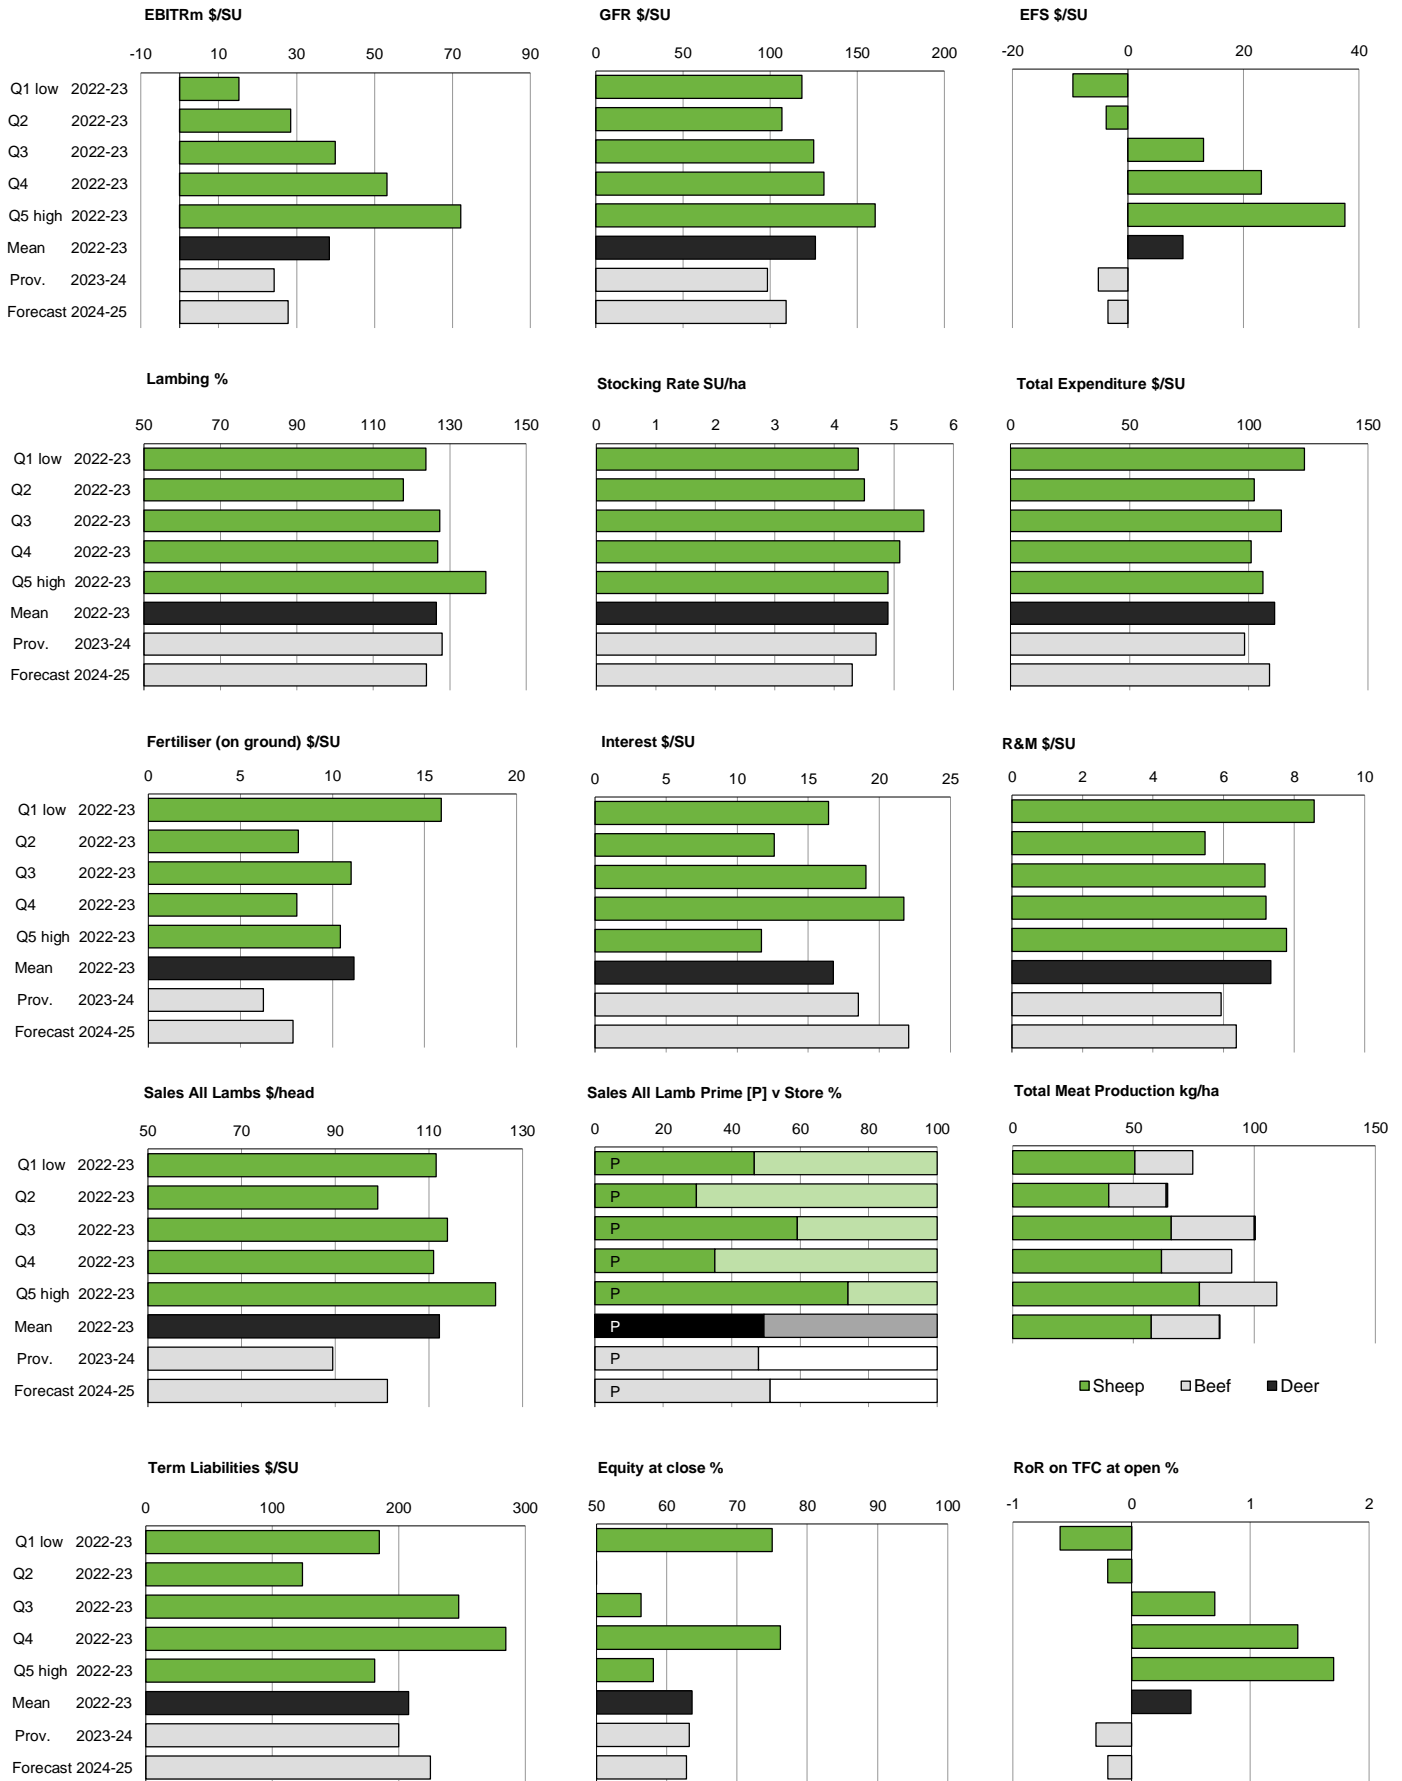 EBITRm $/SU
GFR $/SU
EFS $/SU
-10 10 30 50 70 90
0 50 100 150 200
-20 0 20 40
Q1 low 2022-23
Q2 2022-23
Q3 2022-23
Q4 2022-23
Q5 high 2022-23
Mean 2022-23
Prov. 2023-24
Forecast 2024-25
Lambing %
Stocking Rate SU/ha
Total Expenditure $/SU
50 70 90 110 130 150
0 1 2 3 4 5 6
0 50 100 150
Q1 low 2022-23
Q2 2022-23
Q3 2022-23
Q4 2022-23
Q5 high 2022-23
Mean 2022-23
Prov. 2023-24
Forecast 2024-25
Fertiliser (on ground) $/SU
Interest $/SU
R&M $/SU
0 5 10 15 20
0 5 10 15 20 25
0 2 4 6 8 10
Q1 low 2022-23
Q2 2022-23
Q3 2022-23
Q4 2022-23
Q5 high 2022-23
Mean 2022-23
Prov. 2023-24
Forecast 2024-25
Sales All Lambs $/head
Sales All Lamb Prime [P] v Store %
Total Meat Production kg/ha
50 70 90 110 130
0 20 40 60 80 100
0 50 100 150
Q1 low 2022-23 P
Q2 2022-23 P
Q3 2022-23 P
Q4 2022-23 P
Q5 high 2022-23 P
Mean 2022-23 P
Prov. 2023-24 P
Forecast 2024-25 P
Sheep Beef Deer
Term Liabilities $/SU
Equity at close %
RoR on TFC at open %
0 100 200 300
50 60 70 80 90 100
-1 0 1 2
Q1 low 2022-23
Q2 2022-23
Q3 2022-23
Q4 2022-23
Q5 high 2022-23
Mean 2022-23
Prov. 2023-24
Forecast 2024-25